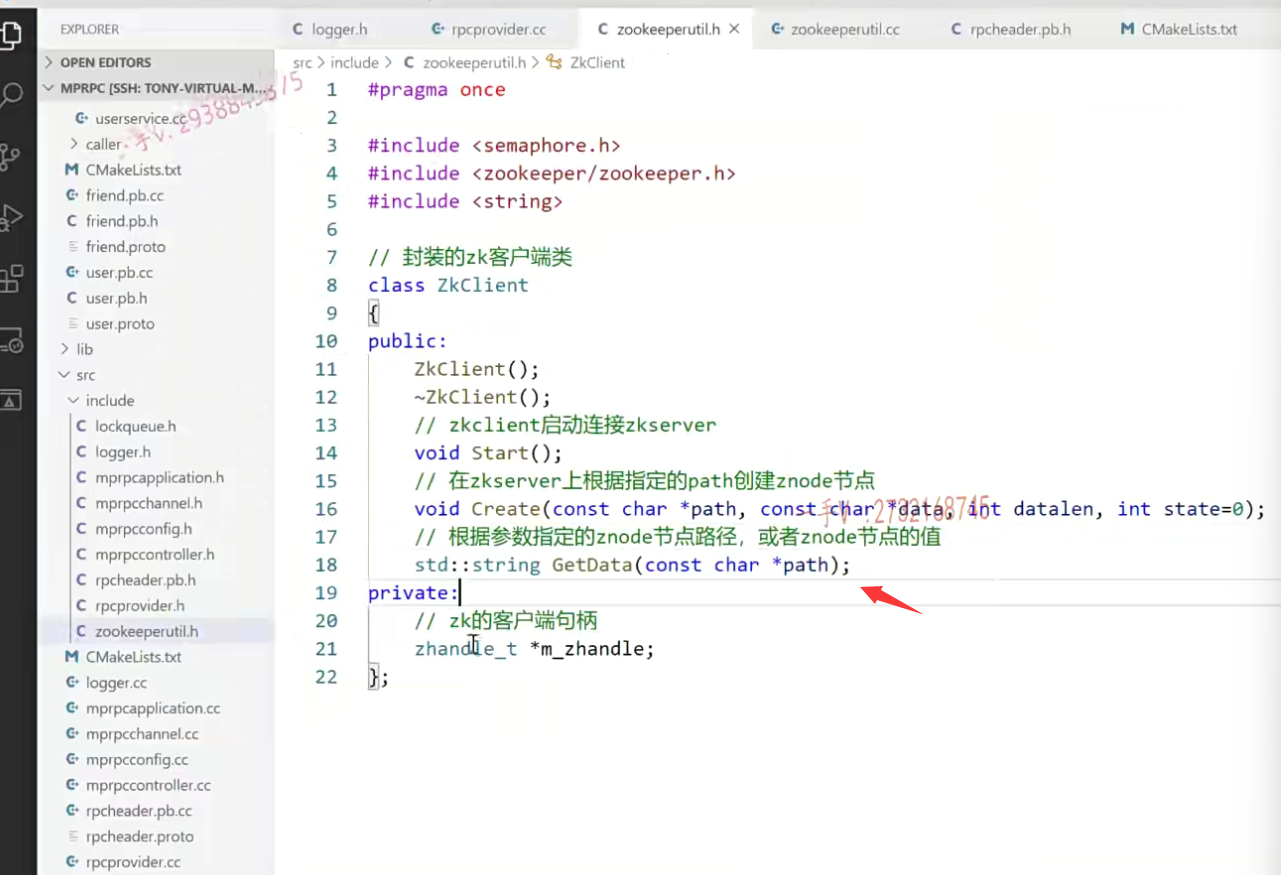 EXPLORER
OPEN EDITORS
MPRPC [SSH: TONY-VIRTUAL-M...
userservice.cc
caller
CMakeLists.txt
friend.pb.cc
friend.pb.h
friend.proto
user.pb.cc
user.pb.h
user.proto
lib
src
include
lockqueue.h
logger.h
mprpcapplication.h
mprpcchannel.h
mprpcconfig.h
mprpccontroller.h
rpcheader.pb.h
rpcprovider.h
zookeeperutil.h
CMakeLists.txt
logger.cc
mprpcapplication.cc
mprpcchannel.cc
mprpcconfig.cc
mprpccontroller.cc
rpcheader.pb.cc
rpcheader.proto
rpcprovider.cc
logger.h rpcprovider.cc zookeeperutil.h zookeeperutil.cc rpcheader.pb.h CMakeLists.txt
src > include > C zookeeperutil.h > ZkClient
1 #pragma once
2
3 #include <semaphore.h>
4 #include <zookeeper/zookeeper.h>
5 #include <string>
6
7 // 封装的zk客户端类
8 class ZkClient
9 {
10 public:
11 ZkClient();
12 ~ZkClient();
13 // zkclient启动连接zkserver
14 void Start();
15 // 在zkserver上根据指定的path创建znode节点
16 void Create(const char *path, const char *data, int datalen, int state=0);
17 // 根据参数指定的znode节点路径，或者znode节点的值
18 std::string GetData(const char *path);
19 private:
20 // zk的客户端句柄
21 zhandle_t *m_zhandle;
22 };